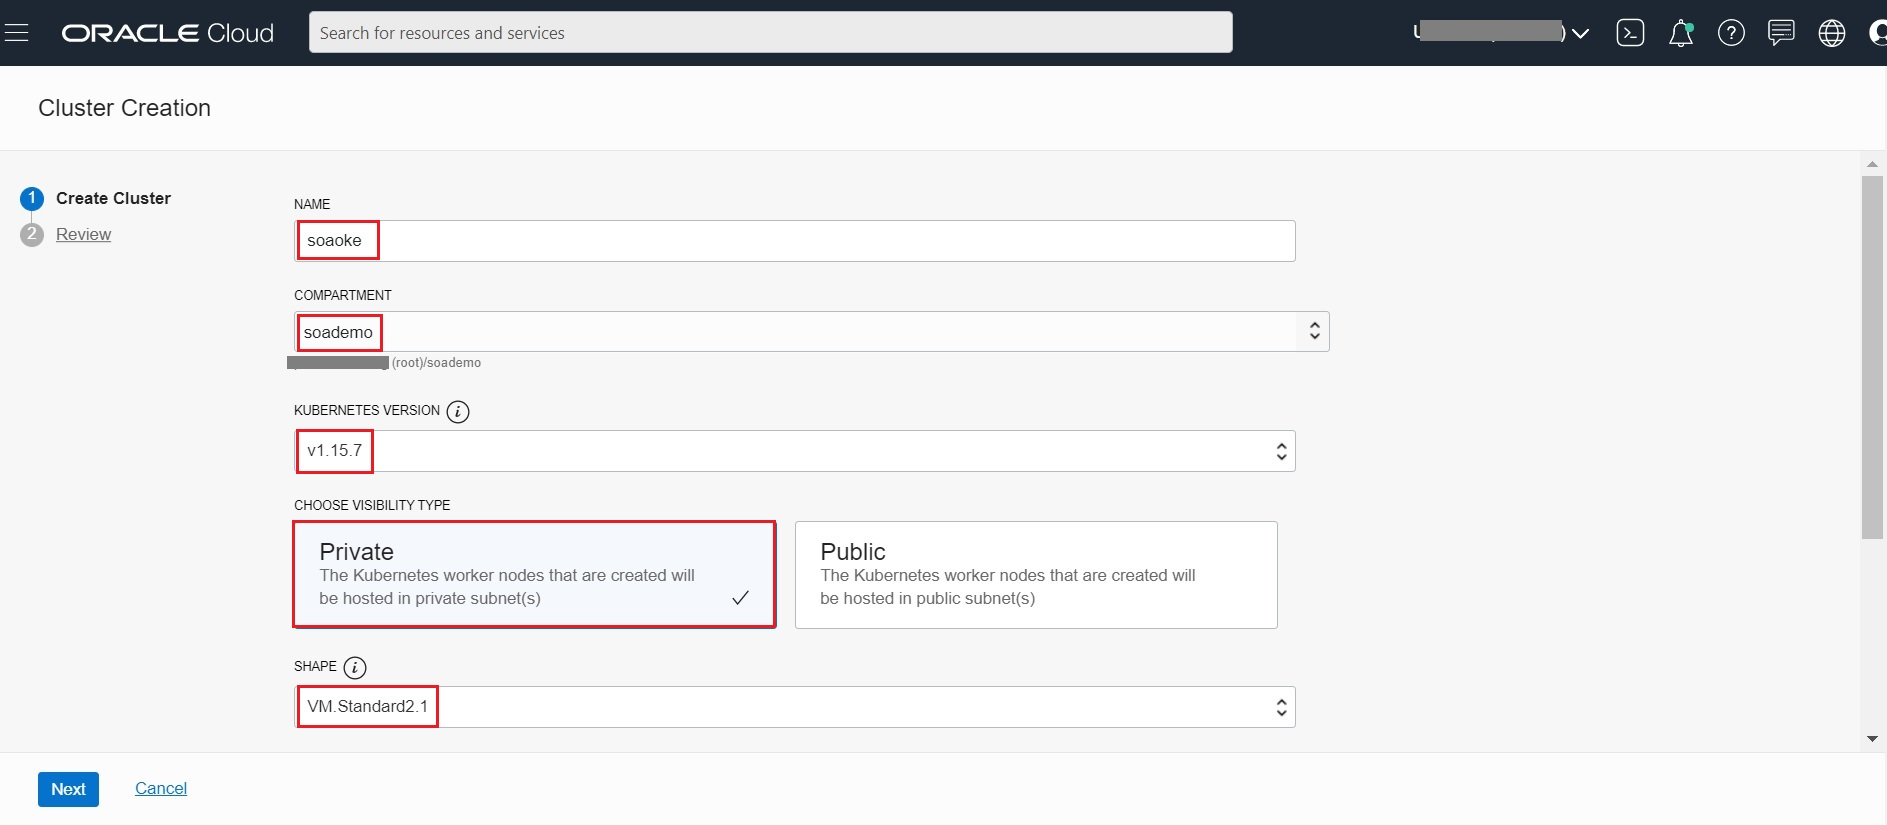 ORACLE Cloud
Search for resources and services
Cluster Creation
1 Create Cluster
2 Review
NAME
soaoke
COMPARTMENT
soademo
(root)/soademo
KUBERNETES VERSION i
v1.15.7
CHOOSE VISIBILITY TYPE
Private
The Kubernetes worker nodes that are created will
be hosted in private subnet(s)
Public
The Kubernetes worker nodes that are created will
be hosted in public subnet(s)
SHAPE i
VM.Standard2.1
Next Cancel